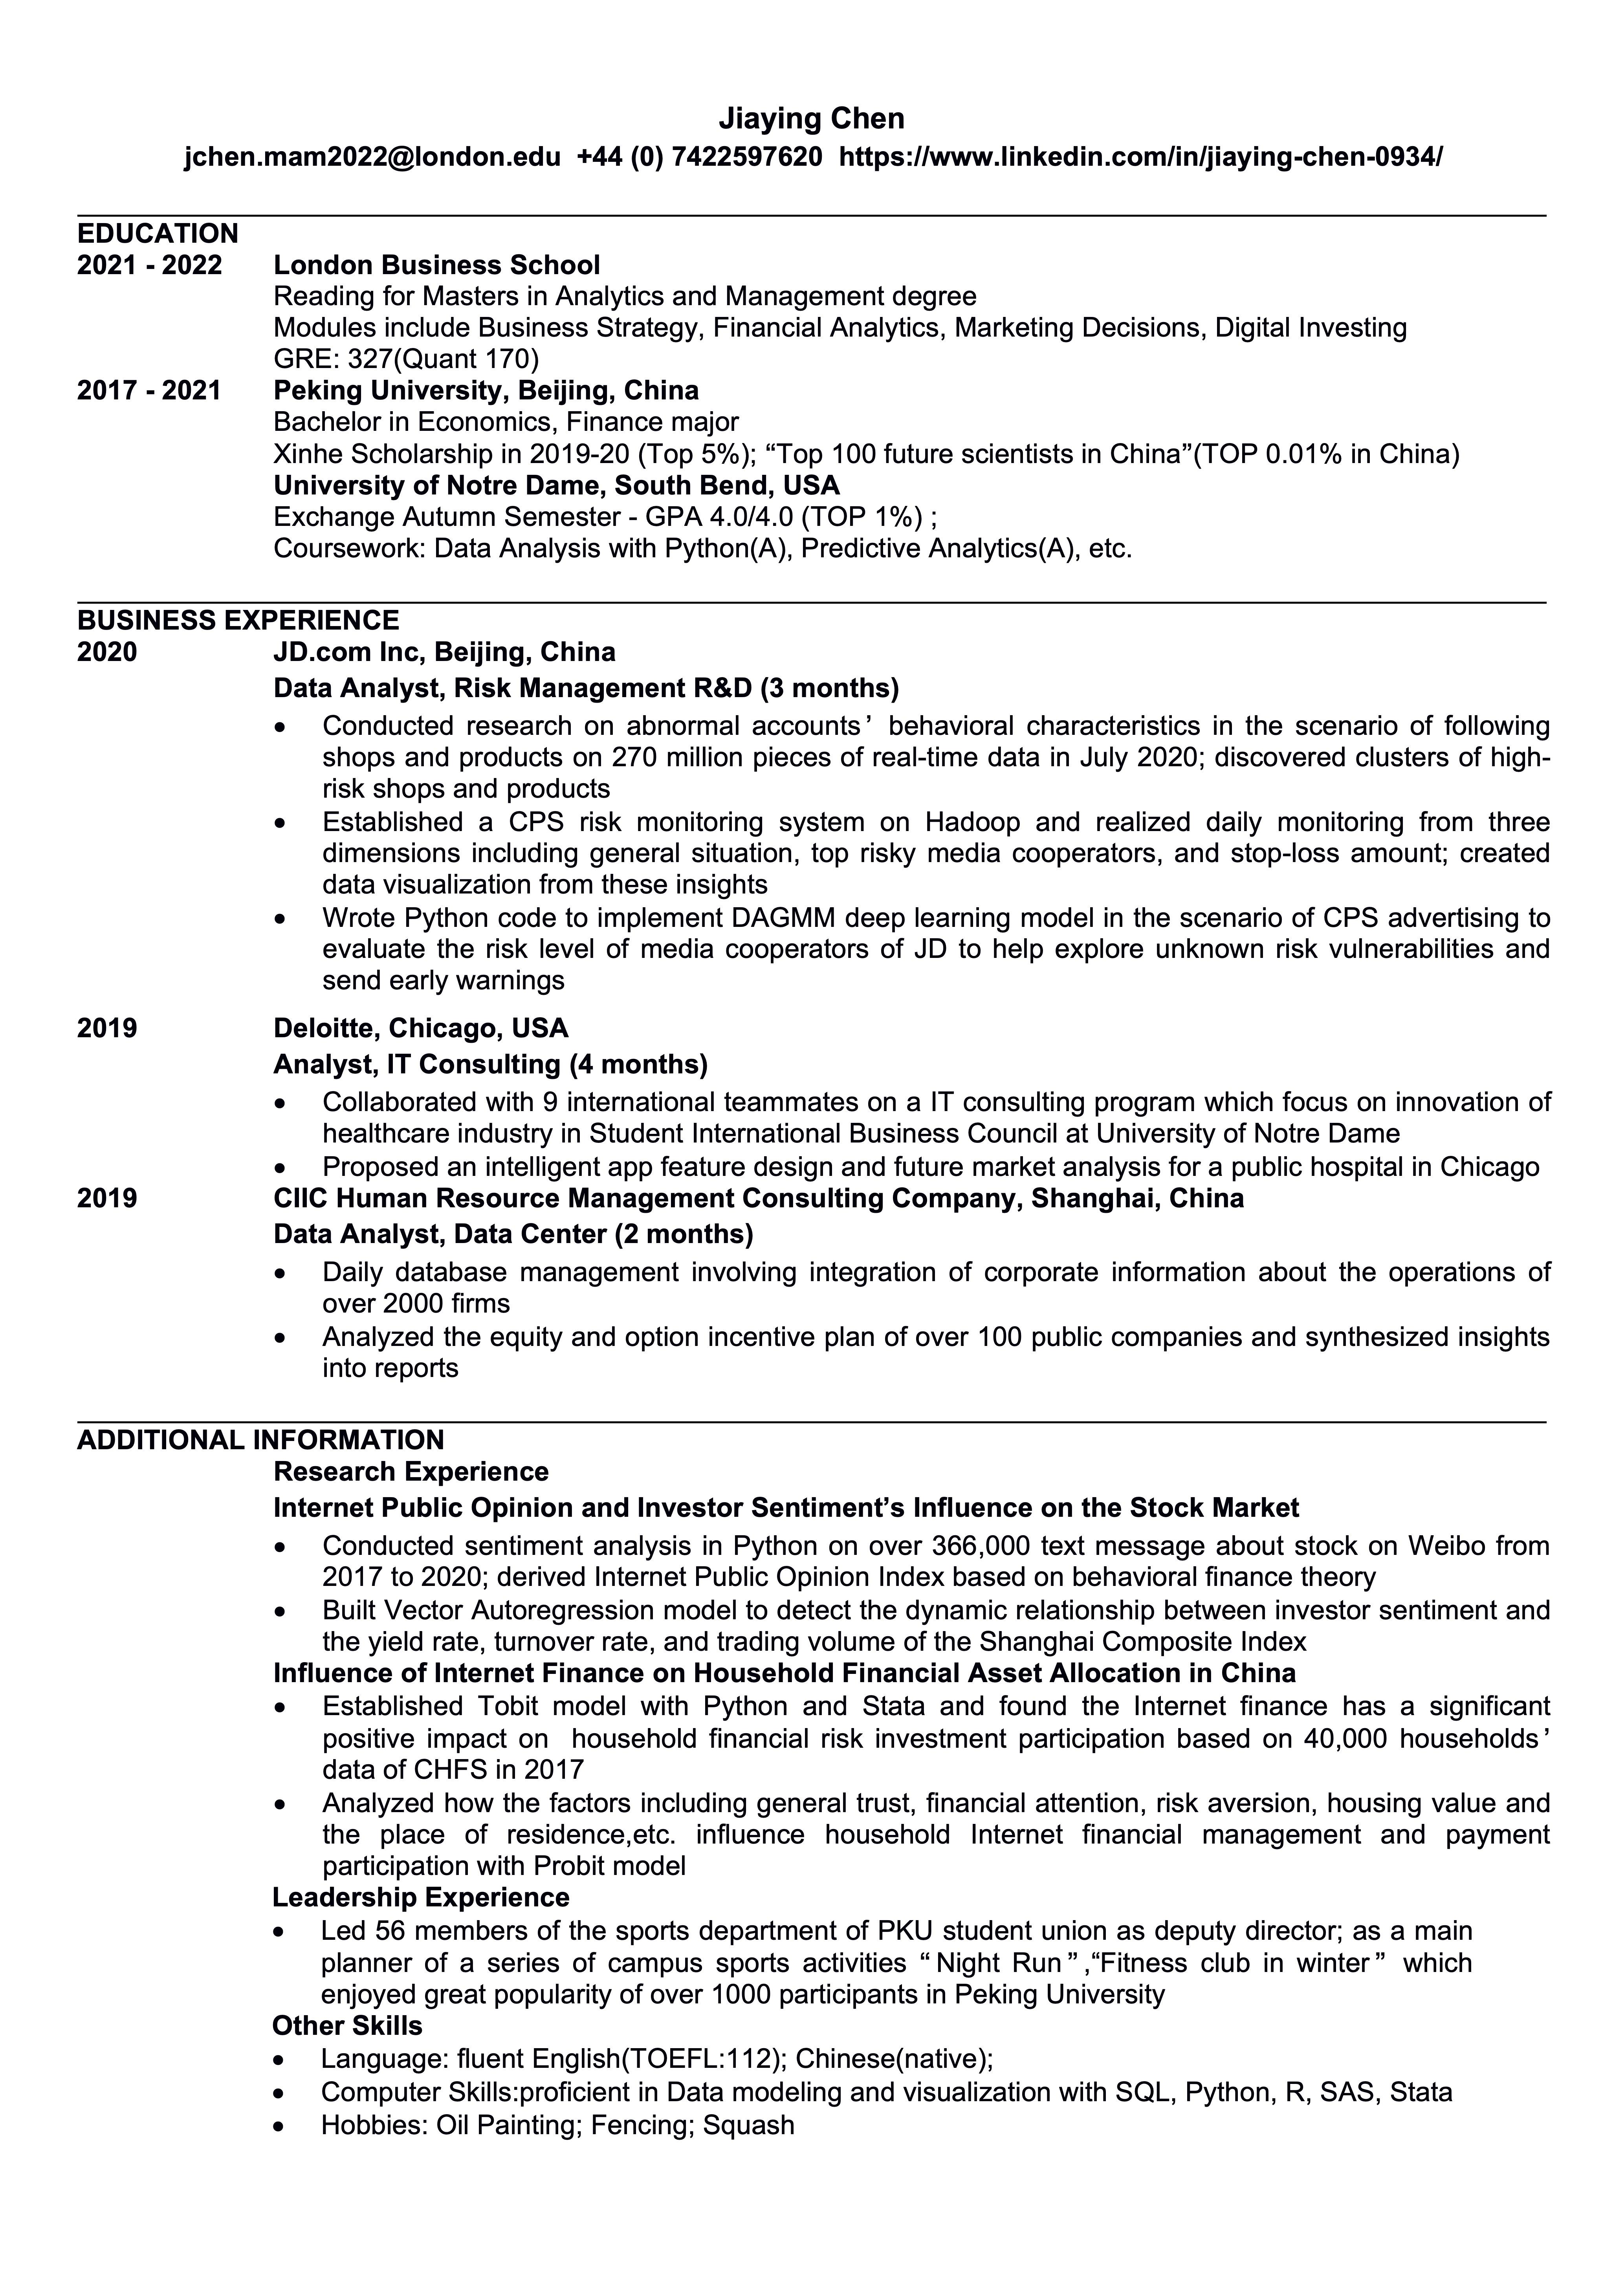 Jiaying Chen
jchen.mam2022@london.edu +44 (0) 7422597620 https://www.linkedin.com/in/jiaying-chen-0934/
EDUCATION
2021 - 2022 London Business School
Reading for Masters in Analytics and Management degree
Modules include Business Strategy, Financial Analytics, Marketing Decisions, Digital Investing
GRE: 327(Quant 170)
2017 - 2021 Peking University, Beijing, China
Bachelor in Economics, Finance major
Xinhe Scholarship in 2019-20 (Top 5%); “Top 100 future scientists in China”(TOP 0.01% in China)
University of Notre Dame, South Bend, USA
Exchange Autumn Semester - GPA 4.0/4.0 (TOP 1%) ;
Coursework: Data Analysis with Python(A), Predictive Analytics(A), etc.
BUSINESS EXPERIENCE
2020 JD.com Inc, Beijing, China
Data Analyst, Risk Management R&D (3 months)
• Conducted research on abnormal accounts’ behavioral characteristics in the scenario of following
shops and products on 270 million pieces of real-time data in July 2020; discovered clusters of high-
risk shops and products
• Established a CPS risk monitoring system on Hadoop and realized daily monitoring from three
dimensions including general situation, top risky media cooperators, and stop-loss amount; created
data visualization from these insights
• Wrote Python code to implement DAGMM deep learning model in the scenario of CPS advertising to
evaluate the risk level of media cooperators of JD to help explore unknown risk vulnerabilities and
send early warnings
2019 Deloitte, Chicago, USA
Analyst, IT Consulting (4 months)
• Collaborated with 9 international teammates on a IT consulting program which focus on innovation of
healthcare industry in Student International Business Council at University of Notre Dame
• Proposed an intelligent app feature design and future market analysis for a public hospital in Chicago
2019 CIIC Human Resource Management Consulting Company, Shanghai, China
Data Analyst, Data Center (2 months)
• Daily database management involving integration of corporate information about the operations of
over 2000 firms
• Analyzed the equity and option incentive plan of over 100 public companies and synthesized insights
into reports
ADDITIONAL INFORMATION
Research Experience
Internet Public Opinion and Investor Sentiment’s Influence on the Stock Market
• Conducted sentiment analysis in Python on over 366,000 text message about stock on Weibo from
2017 to 2020; derived Internet Public Opinion Index based on behavioral finance theory
• Built Vector Autoregression model to detect the dynamic relationship between investor sentiment and
the yield rate, turnover rate, and trading volume of the Shanghai Composite Index
Influence of Internet Finance on Household Financial Asset Allocation in China
• Established Tobit model with Python and Stata and found the Internet finance has a significant
positive impact on household financial risk investment participation based on 40,000 households’
data of CHFS in 2017
• Analyzed how the factors including general trust, financial attention, risk aversion, housing value and
the place of residence,etc. influence household Internet financial management and payment
participation with Probit model
Leadership Experience
• Led 56 members of the sports department of PKU student union as deputy director; as a main
planner of a series of campus sports activities “Night Run”,“Fitness club in winter” which
enjoyed great popularity of over 1000 participants in Peking University
Other Skills
• Language: fluent English(TOEFL:112); Chinese(native);
• Computer Skills:proficient in Data modeling and visualization with SQL, Python, R, SAS, Stata
• Hobbies: Oil Painting; Fencing; Squash